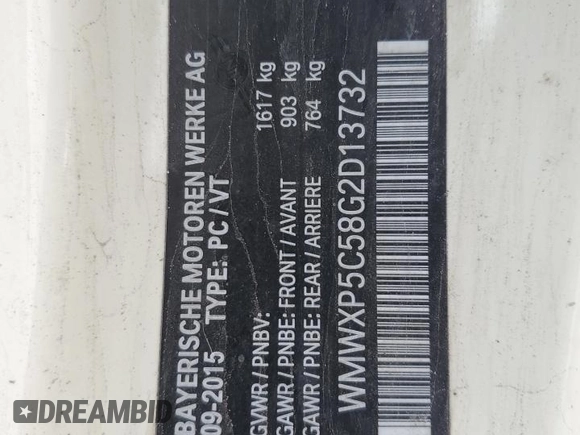 BAYERISCHE MOTOREN WERKE AG
09-2015 TYPE: PC / VT
GVWR / PNBV: 1617 kg
GAWR / PNBE: FRONT / AVANT 903 kg
GAWR / PNBE: REAR / ARRIERE 764 kg
WMWXP5C58G2D13732
DREAMBID